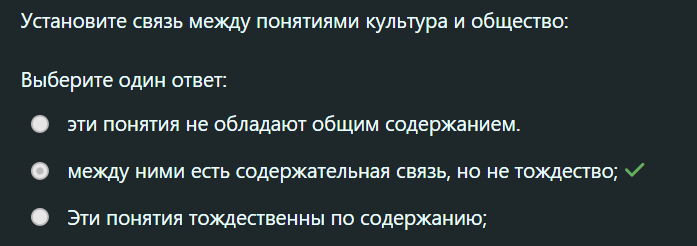 Установите связь между понятиями культура и общество:
Выберите один ответ:
эти понятия не обладают общим содержанием.
между ними есть содержательная связь, но не тождество;
Эти понятия тождественны по содержанию;